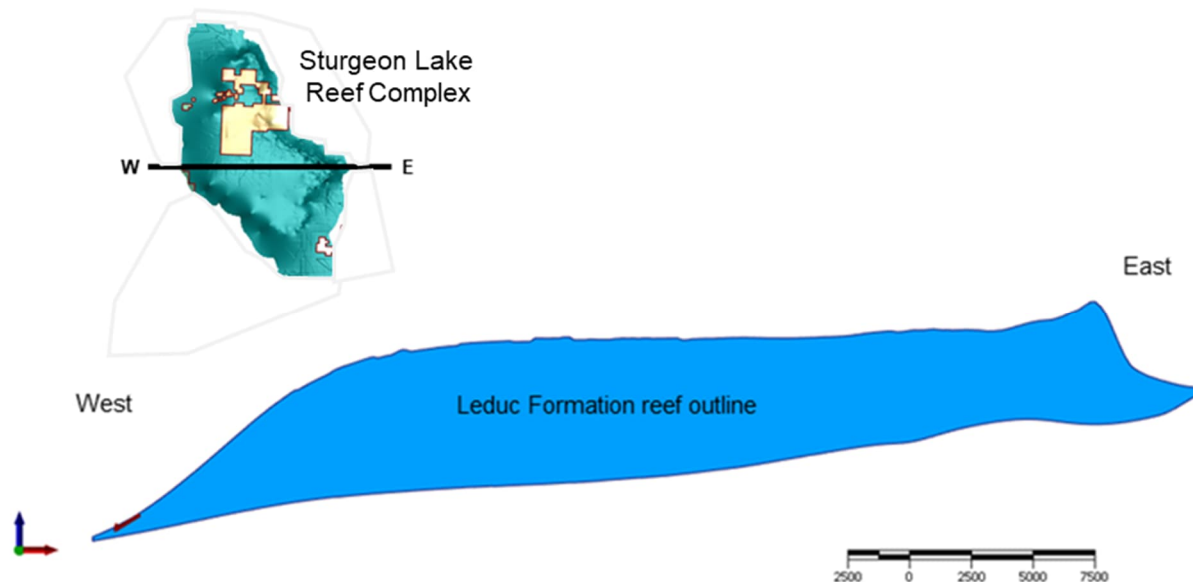 Sturgeon Lake
Reef Complex
W
E
East
West
Leduc Formation reef outline
2500 0 2500 5000 7500